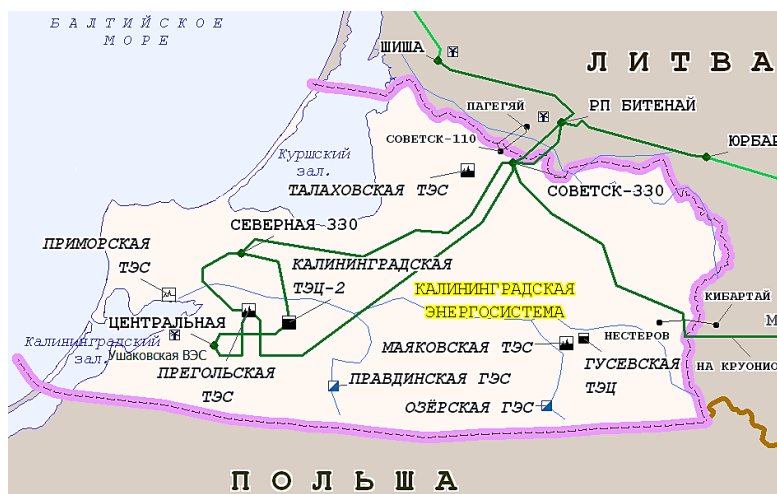 БАЛТИЙСКОЕ
МОРЕ
ШИША
ЛИТВА
ПАГЕГЯЙ
РП БИТЕНАЙ
СОВЕТСК-110
ЮРБАР
Куршский
зал.
ТАЛАХОВСКАЯ ТЭС
СОВЕТСК-330
СЕВЕРНАЯ-330
ПРИМОРСКАЯ
ТЭС
КАЛИНИНГРАДСКАЯ
ТЭЦ-2
КАЛИНИНГРАДСКАЯ
ЭНЕРГОСИСТЕМА
КИБАРТАЙ
ЦЕНТРАЛЬНАЯ
М
НЕСТЕРОВ
Калининградский
зал.
Ушаковская ВЭС
МАЯКОВСКАЯ ТЭС
ГУСЕВСКАЯ
ТЭЦ
НА КРУОНИО
ПРЕГОЛЬСКАЯ
ТЭС
ПРАВДИНСКАЯ ГЭС
ОЗЁРСКАЯ ГЭС
ПОЛЬША